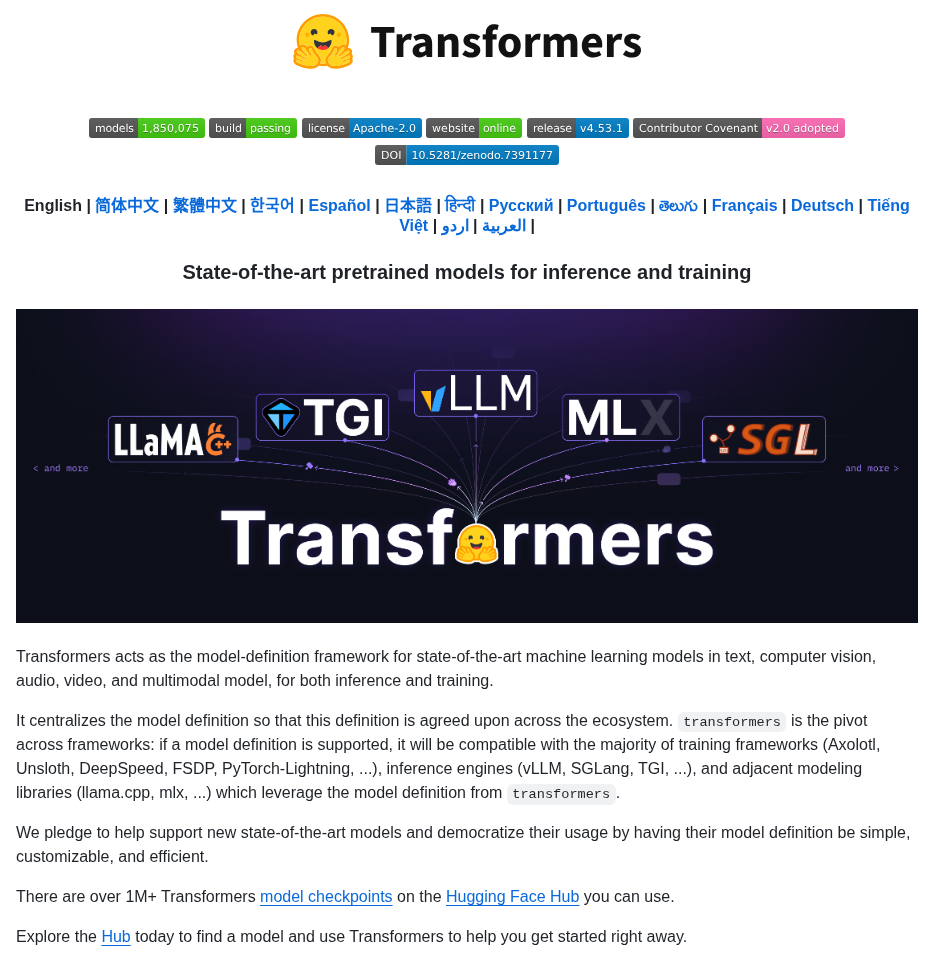 Transformers
models 1,850,075 build passing license Apache-2.0 website online release v4.53.1 Contributor Covenant v2.0 adopted
DOI 10.5281/zenodo.7391177
English | 简体中文 | 繁體中文 | 한국어 | Español | 日本語 | हिन्दी | Русский | Português | తెలుగు | Français | Deutsch | Tiếng
Việt | العربية | اردو |
State-of-the-art pretrained models for inference and training
LLaMA C++ TGI vLLM MLX SGL
< and more and more >
Transformers
Transformers acts as the model-definition framework for state-of-the-art machine learning models in text, computer vision,
audio, video, and multimodal model, for both inference and training.
It centralizes the model definition so that this definition is agreed upon across the ecosystem. transformers is the pivot
across frameworks: if a model definition is supported, it will be compatible with the majority of training frameworks (Axolotl,
Unsloth, DeepSpeed, FSDP, PyTorch-Lightning, ...), inference engines (vLLM, SGLang, TGI, ...), and adjacent modeling
libraries (llama.cpp, mlx, ...) which leverage the model definition from transformers.
We pledge to help support new state-of-the-art models and democratize their usage by having their model definition be simple,
customizable, and efficient.
There are over 1M+ Transformers model checkpoints on the Hugging Face Hub you can use.
Explore the Hub today to find a model and use Transformers to help you get started right away.